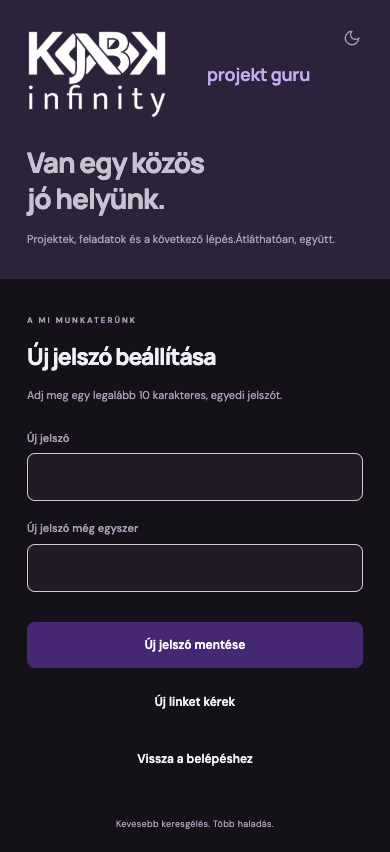 KJABK
infinity
projekt guru
Van egy közös
jó helyünk.
Projektek, feladatok és a következő lépés.Átláthatóan, együtt.
A MI MUNKATERÜNK
Új jelszó beállítása
Adj meg egy legalább 10 karakteres, egyedi jelszót.
Új jelszó
Új jelszó még egyszer
Új jelszó mentése
Új linket kérek
Vissza a belépéshez
Kevesebb keresgélés. Több haladás.